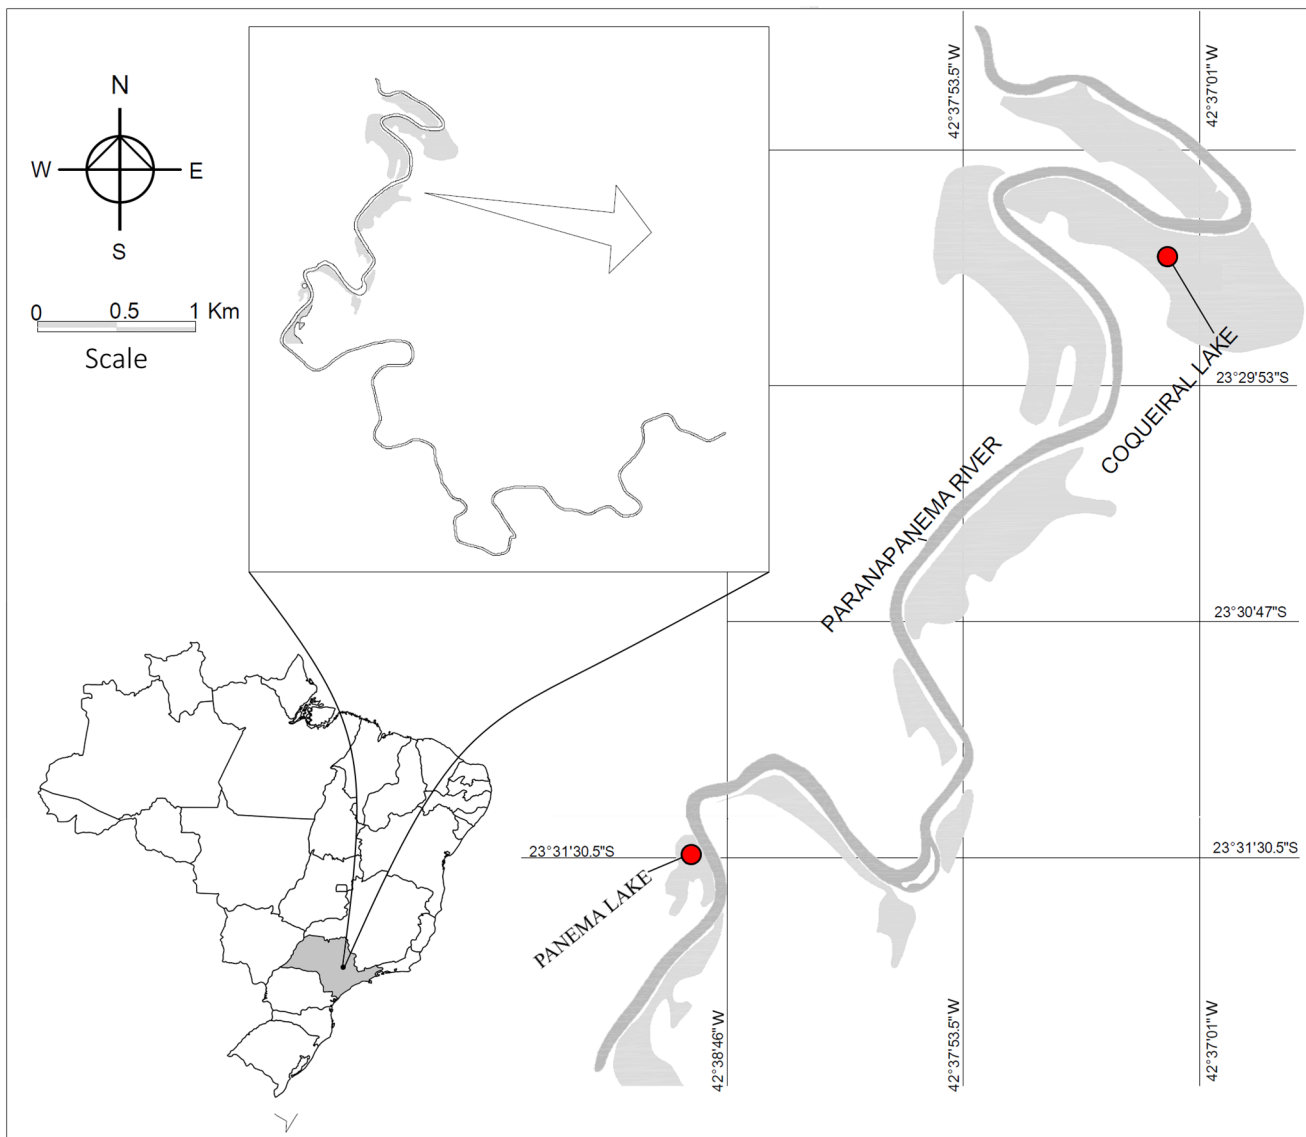 N
W
E
S
0 0.5 1 Km
Scale
42°37'53.5" W
42°37'01" W
COQUEIRAL LAKE
23°29'53"S
PARANAPANEMA RIVER
23°30'47"S
23°31'30.5"S
23°31'30.5"S
PANEMA LAKE
42°38'46" W
42°37'53.5" W
42°37'01" W